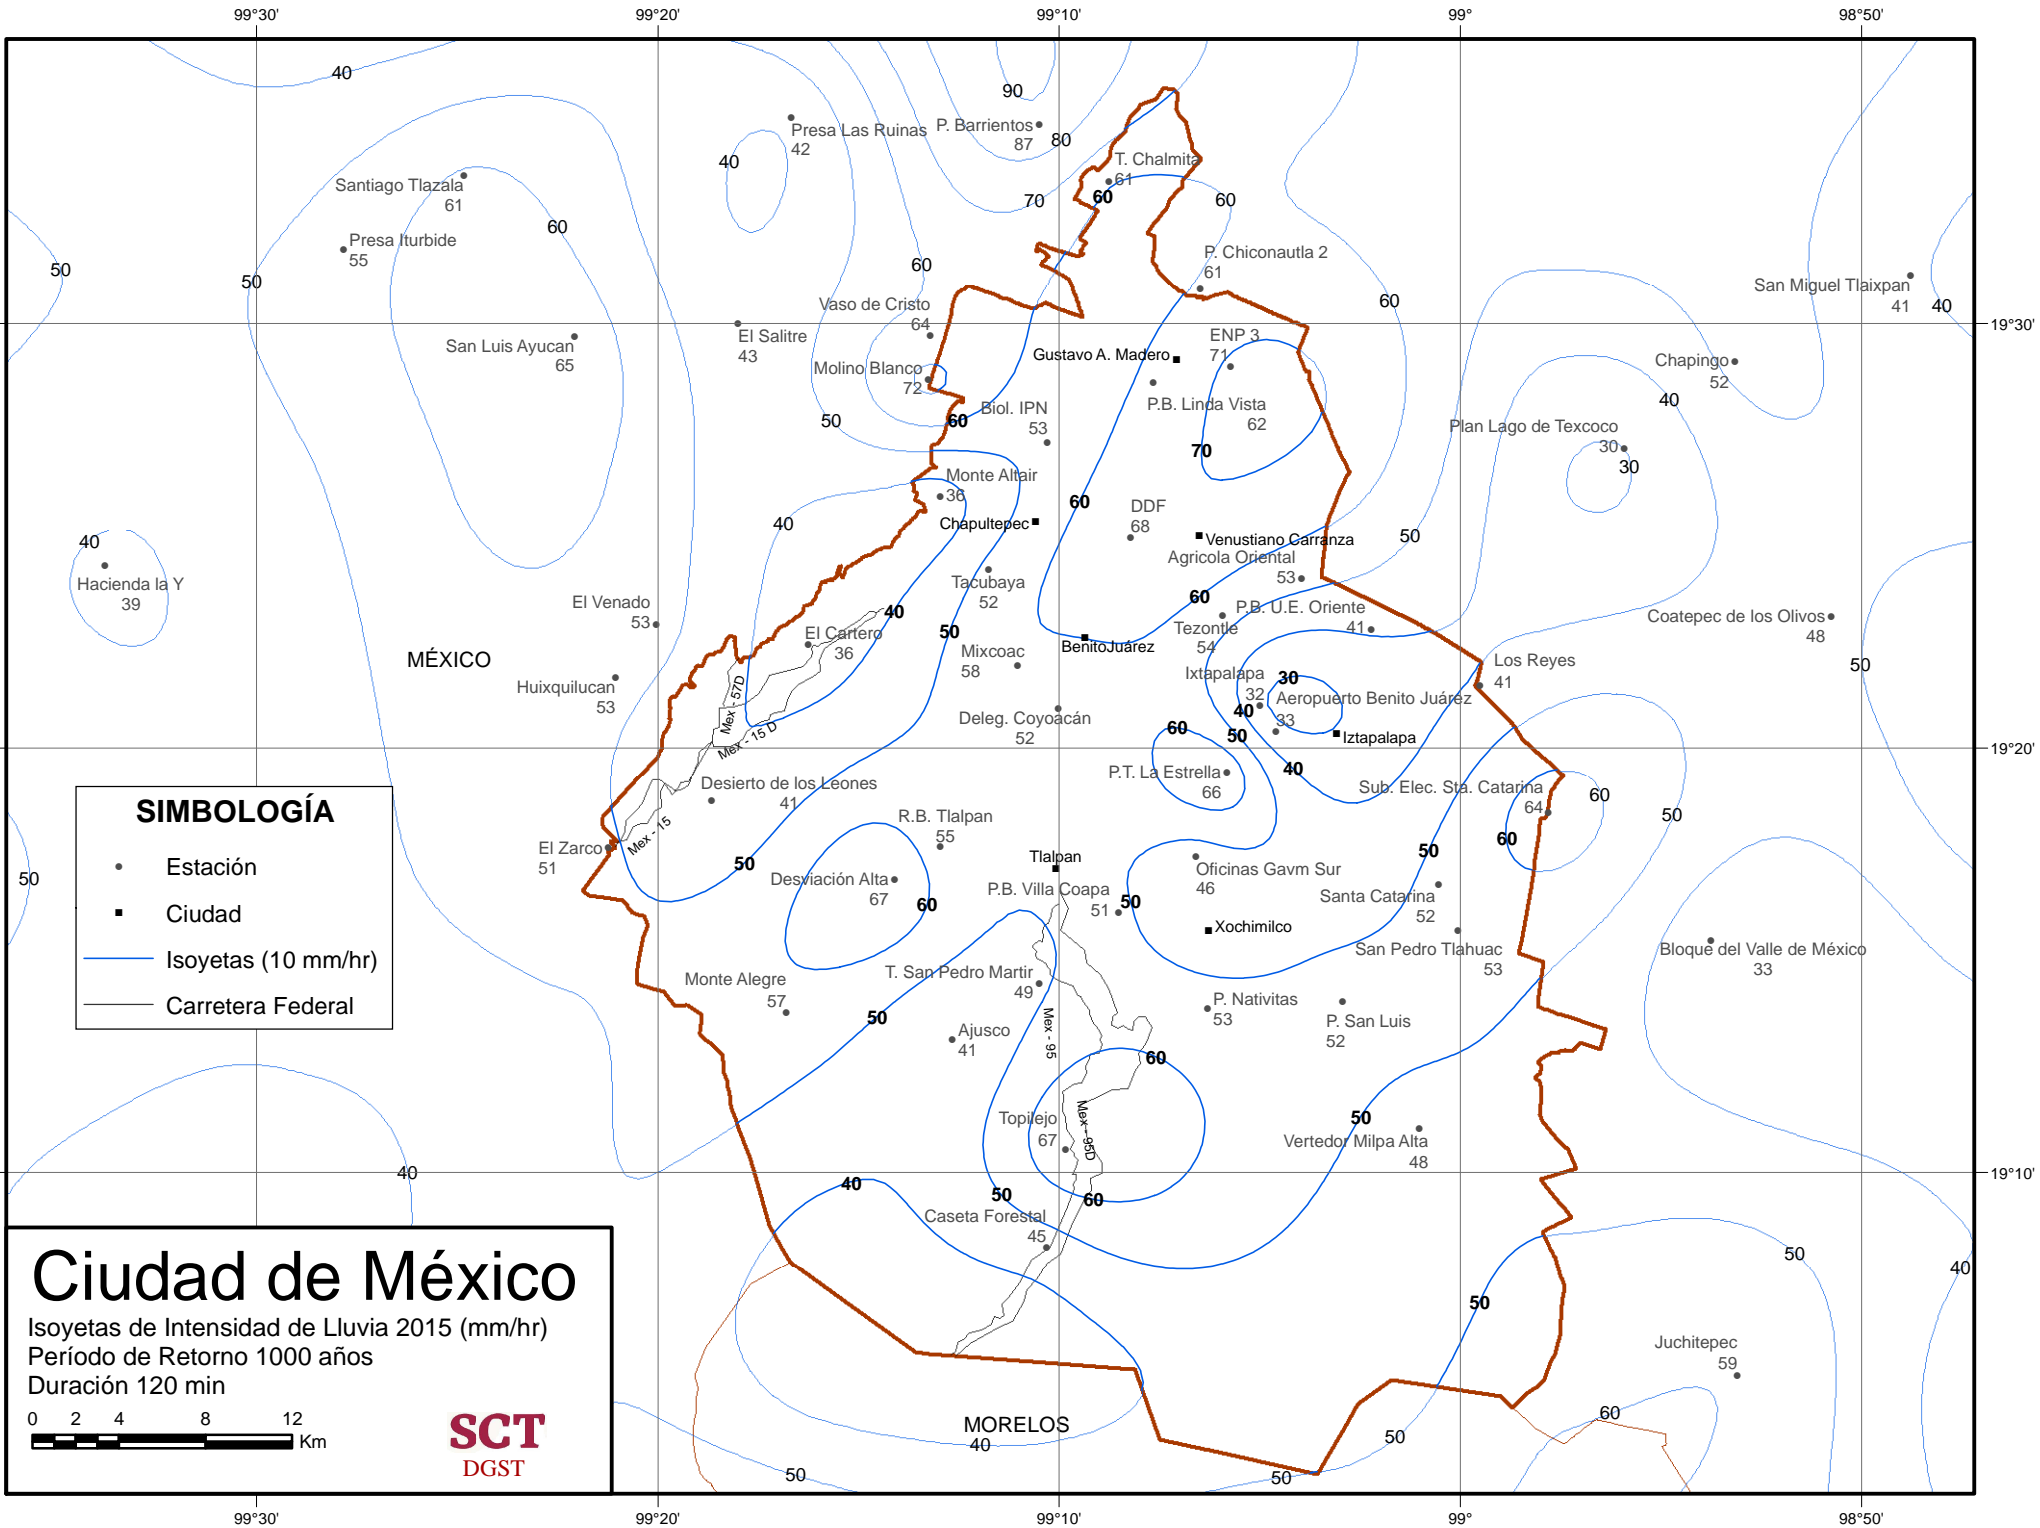 99°30'
99°20'
99°10'
99°
98°50'
40
90
Presa Las Ruinas
42
P. Barrientos
87
80
40
T. Chalmita
61
Santiago Tlazala
61
60
70
60
60
Presa Iturbide
55
60
50
50
60
P. Chiconautla 2
61
San Miguel Tlaixpan
41
40
60
Vaso de Cristo
64
El Salitre
43
19°30'
San Luis Ayucan
65
ENP 3
71
Gustavo A. Madero
Molino Blanco
72
Chapingo
52
P.B. Linda Vista
62
40
Biol. IPN
53
50
60
Plan Lago de Texcoco
30
30
70
Monte Altair
36
60
40
Chapultepec
DDF
68
Venustiano Carranza
50
40
Agricola Oriental
53
Hacienda la Y
39
Tacubaya
52
El Venado
53
40
60
P.B. U.E. Oriente
41
Tezontle
54
Coatepec de los Olivos
48
50
El Cartero
36
BenitoJuárez
MÉXICO
Mixcoac
58
Los Reyes
41
50
Huixquilucan
53
Mex - 57D
Ixtapalapa
32
30
Aeropuerto Benito Juárez
33
40
Deleg. Coyoacán
52
60
50
Iztapalapa
Mex - 15 D
19°20'
40
P.T. La Estrella
66
Desierto de los Leones
41
Sub. Elec. Sta. Catarina
64
60
50
SIMBOLOGÍA
Estación
Ciudad
Isoyetas (10 mm/hr)
Carretera Federal
R.B. Tlalpan
55
Mex - 15
60
El Zarco
51
50
Tlalpan
50
50
Desviación Alta
67
60
P.B. Villa Coapa
51
50
Oficinas Gavm Sur
46
Santa Catarina
52
Xochimilco
San Pedro Tlahuac
53
Bloque del Valle de México
33
Monte Alegre
57
T. San Pedro Martir
49
50
P. Nativitas
53
P. San Luis
52
Ajusco
41
Mex - 95
60
Topilejo
67
Mex - 95D
50
Vertedor Milpa Alta
48
40
19°10'
40
50
60
Caseta Forestal
45
50
40
50
Juchitepec
59
60
MORELOS
40
50
50
50
Ciudad de México
Isoyetas de Intensidad de Lluvia 2015 (mm/hr)
Período de Retorno 1000 años
Duración 120 min
0 2 4 8 12
Km
SCT
DGST
99°30'
99°20'
99°10'
99°
98°50'